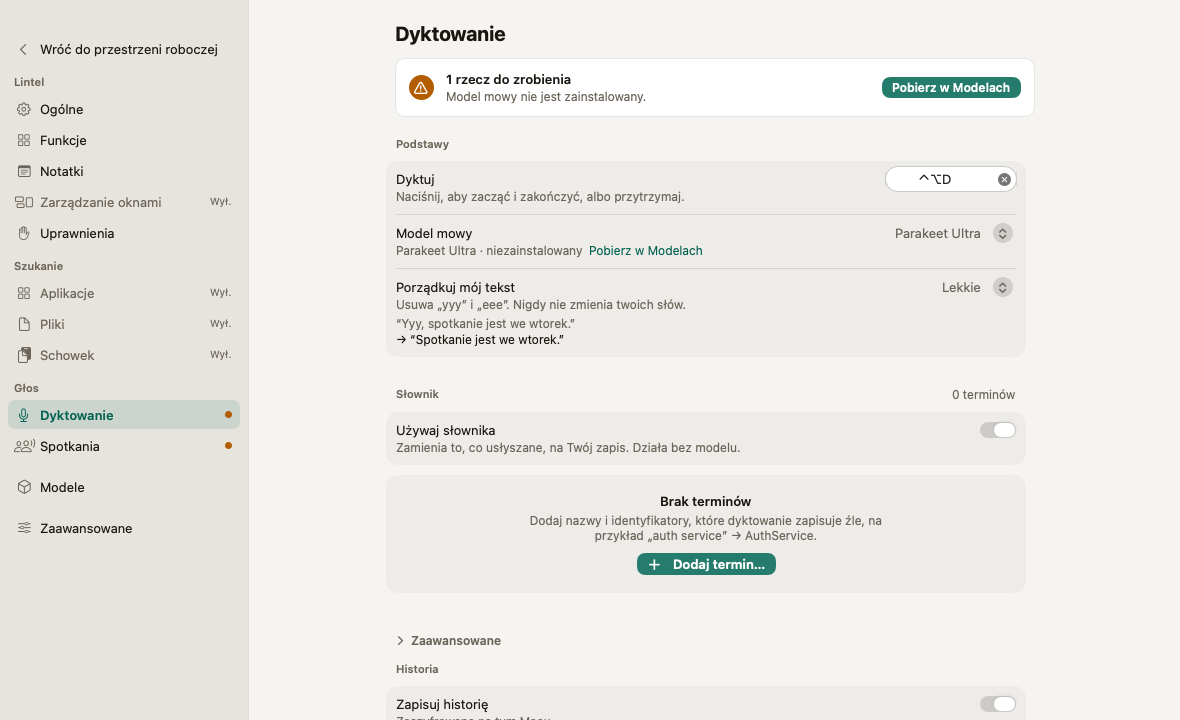 Wróć do przestrzeni roboczej
Lintel
Ogólne
Funkcje
Notatki
Zarządzanie oknami Wył.
Uprawnienia
Szukanie
Aplikacje Wył.
Pliki Wył.
Schowek Wył.
Głos
Dyktowanie
Spotkania
Modele
Zaawansowane
Dyktowanie
1 rzecz do zrobienia
Model mowy nie jest zainstalowany.
Pobierz w Modelach
Podstawy
Dyktuj
Naciśnij, aby zacząć i zakończyć, albo przytrzymaj.
^⌥D
Model mowy
Parakeet Ultra · niezainstalowany Pobierz w Modelach
Parakeet Ultra
Porządkuj mój tekst
Usuwa „yyy” i „eee”. Nigdy nie zmienia twoich słów.
“Yyy, spotkanie jest we wtorek.”
→ “Spotkanie jest we wtorek.”
Lekkie
Słownik 0 terminów
Używaj słownika
Zamienia to, co usłyszane, na Twój zapis. Działa bez modelu.
Brak terminów
Dodaj nazwy i identyfikatory, które dyktowanie zapisuje źle, na
przykład „auth service” → AuthService.
+ Dodaj termin...
> Zaawansowane
Historia
Zapisuj historię